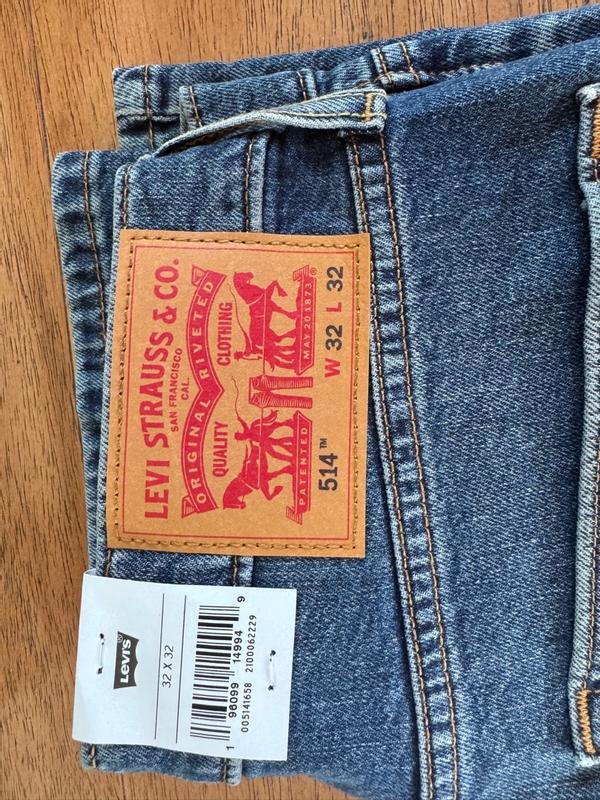 LEVI STRAUSS & CO.
SAN FRANCISCO
CAL.
ORIGINAL RIVETED
QUALITY CLOTHING
PATENTED MAY 20 1873 ®
514™ W 32 L 32
Levi's®
32 X 32
1 96099 14994 9
005141658 2100062229